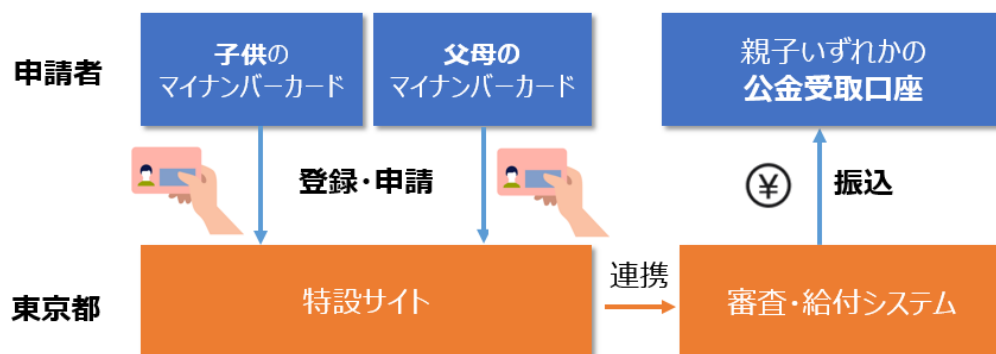 申請者
子供の
マイナンバーカード
父母の
マイナンバーカード
親子いずれかの
公金受取口座
登録・申請
¥
振込
東京都
特設サイト
連携
審査・給付システム